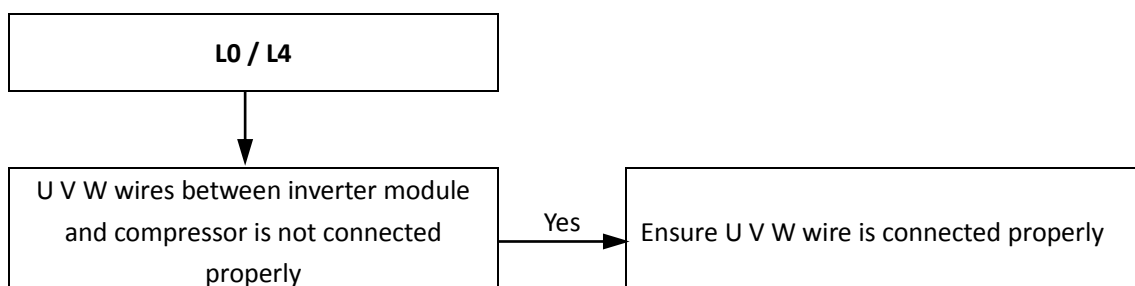 L0 / L4
U V W wires between inverter module
and compressor is not connected
properly
Yes
Ensure U V W wire is connected properly